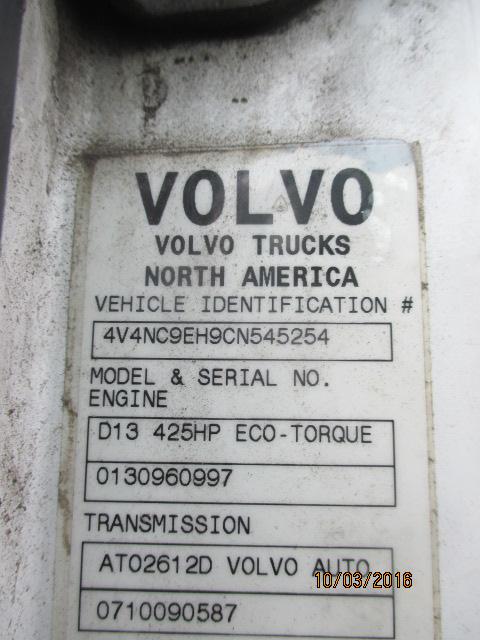 VOLVO
VOLVO TRUCKS
NORTH AMERICA
VEHICLE IDENTIFICATION #
4V4NC9EH9CN545254
MODEL & SERIAL NO.
ENGINE
D13 425HP ECO-TORQUE
0130960997
TRANSMISSION
ATO2612D VOLVO AUTO
10/03/2016
0710090587